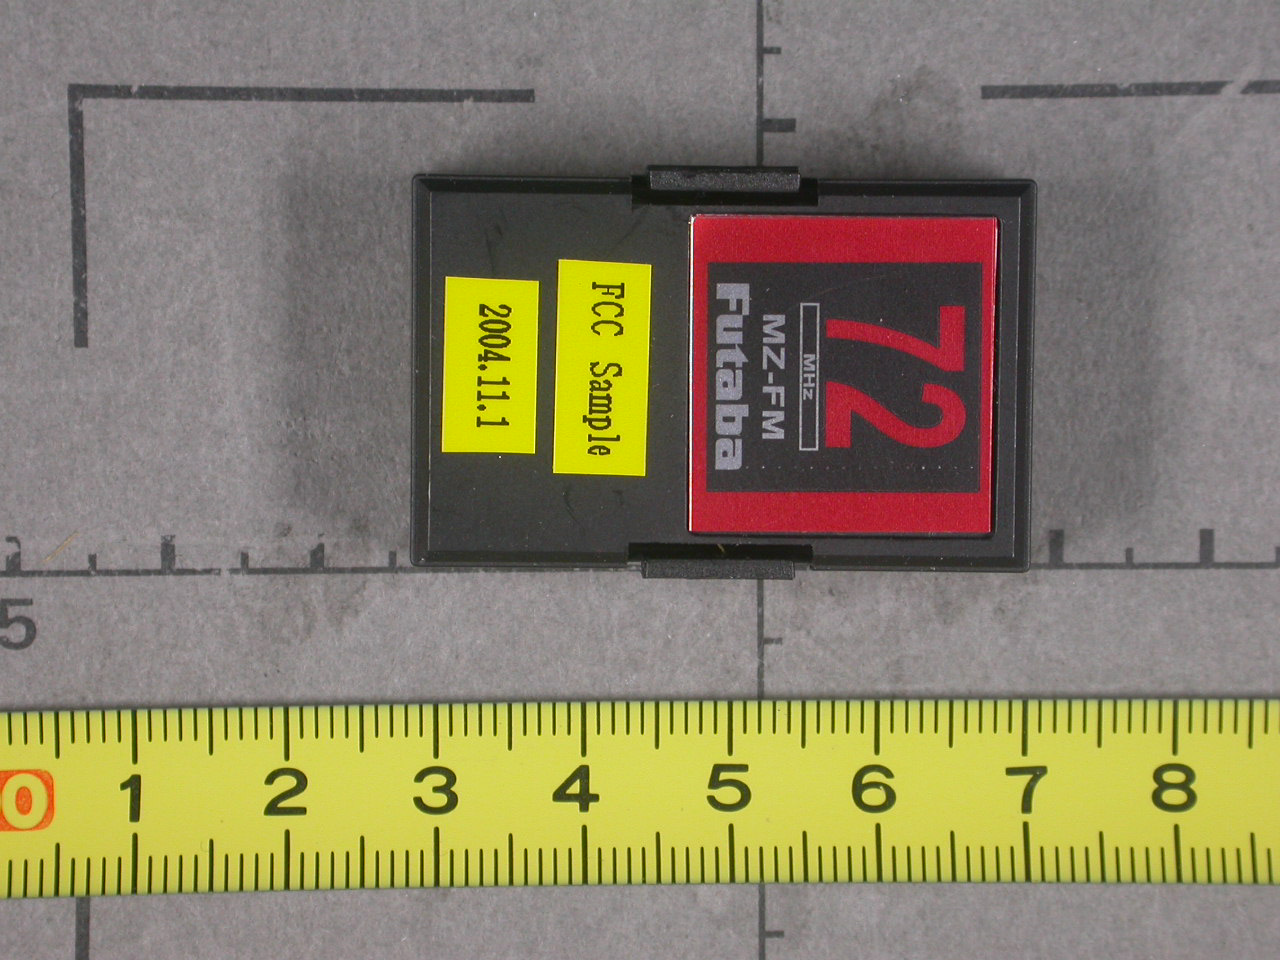 72
MHz
MZ-FM
Futaba
FCC Sample
2004.11.1
5
0 1 2 3 4 5 6 7 8